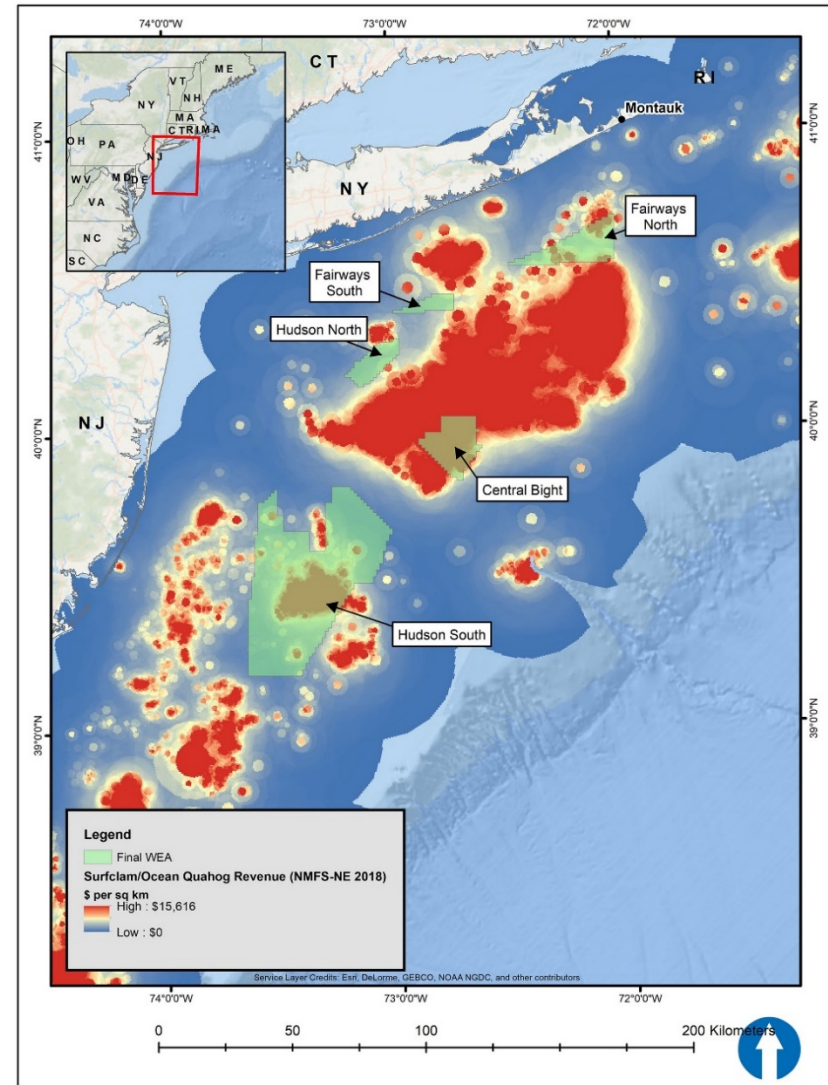 74°0'0"W
73°0'0"W
72°0'0"W
ME
VT
NH
NY
MA
CT
RI
MA
OH
PA
NJ
WV
MD
DE
VA
NC
SC
CT
RI
Montauk
41°0'0"N
41°0'0"N
NY
Fairways
North
Fairways
South
Hudson North
40°0'0"N
40°0'0"N
NJ
Central Bight
Hudson South
39°0'0"N
39°0'0"N
Legend
Final WEA
Surfclam/Ocean Quahog Revenue (NMFS-NE 2018)
$ per sq km
High : $15,616
Low : $0
Service Layer Credits: Esri, DeLorme, GEBCO, NOAA NGDC, and other contributors
74°0'0"W
73°0'0"W
72°0'0"W
0 50 100 200 Kilometers